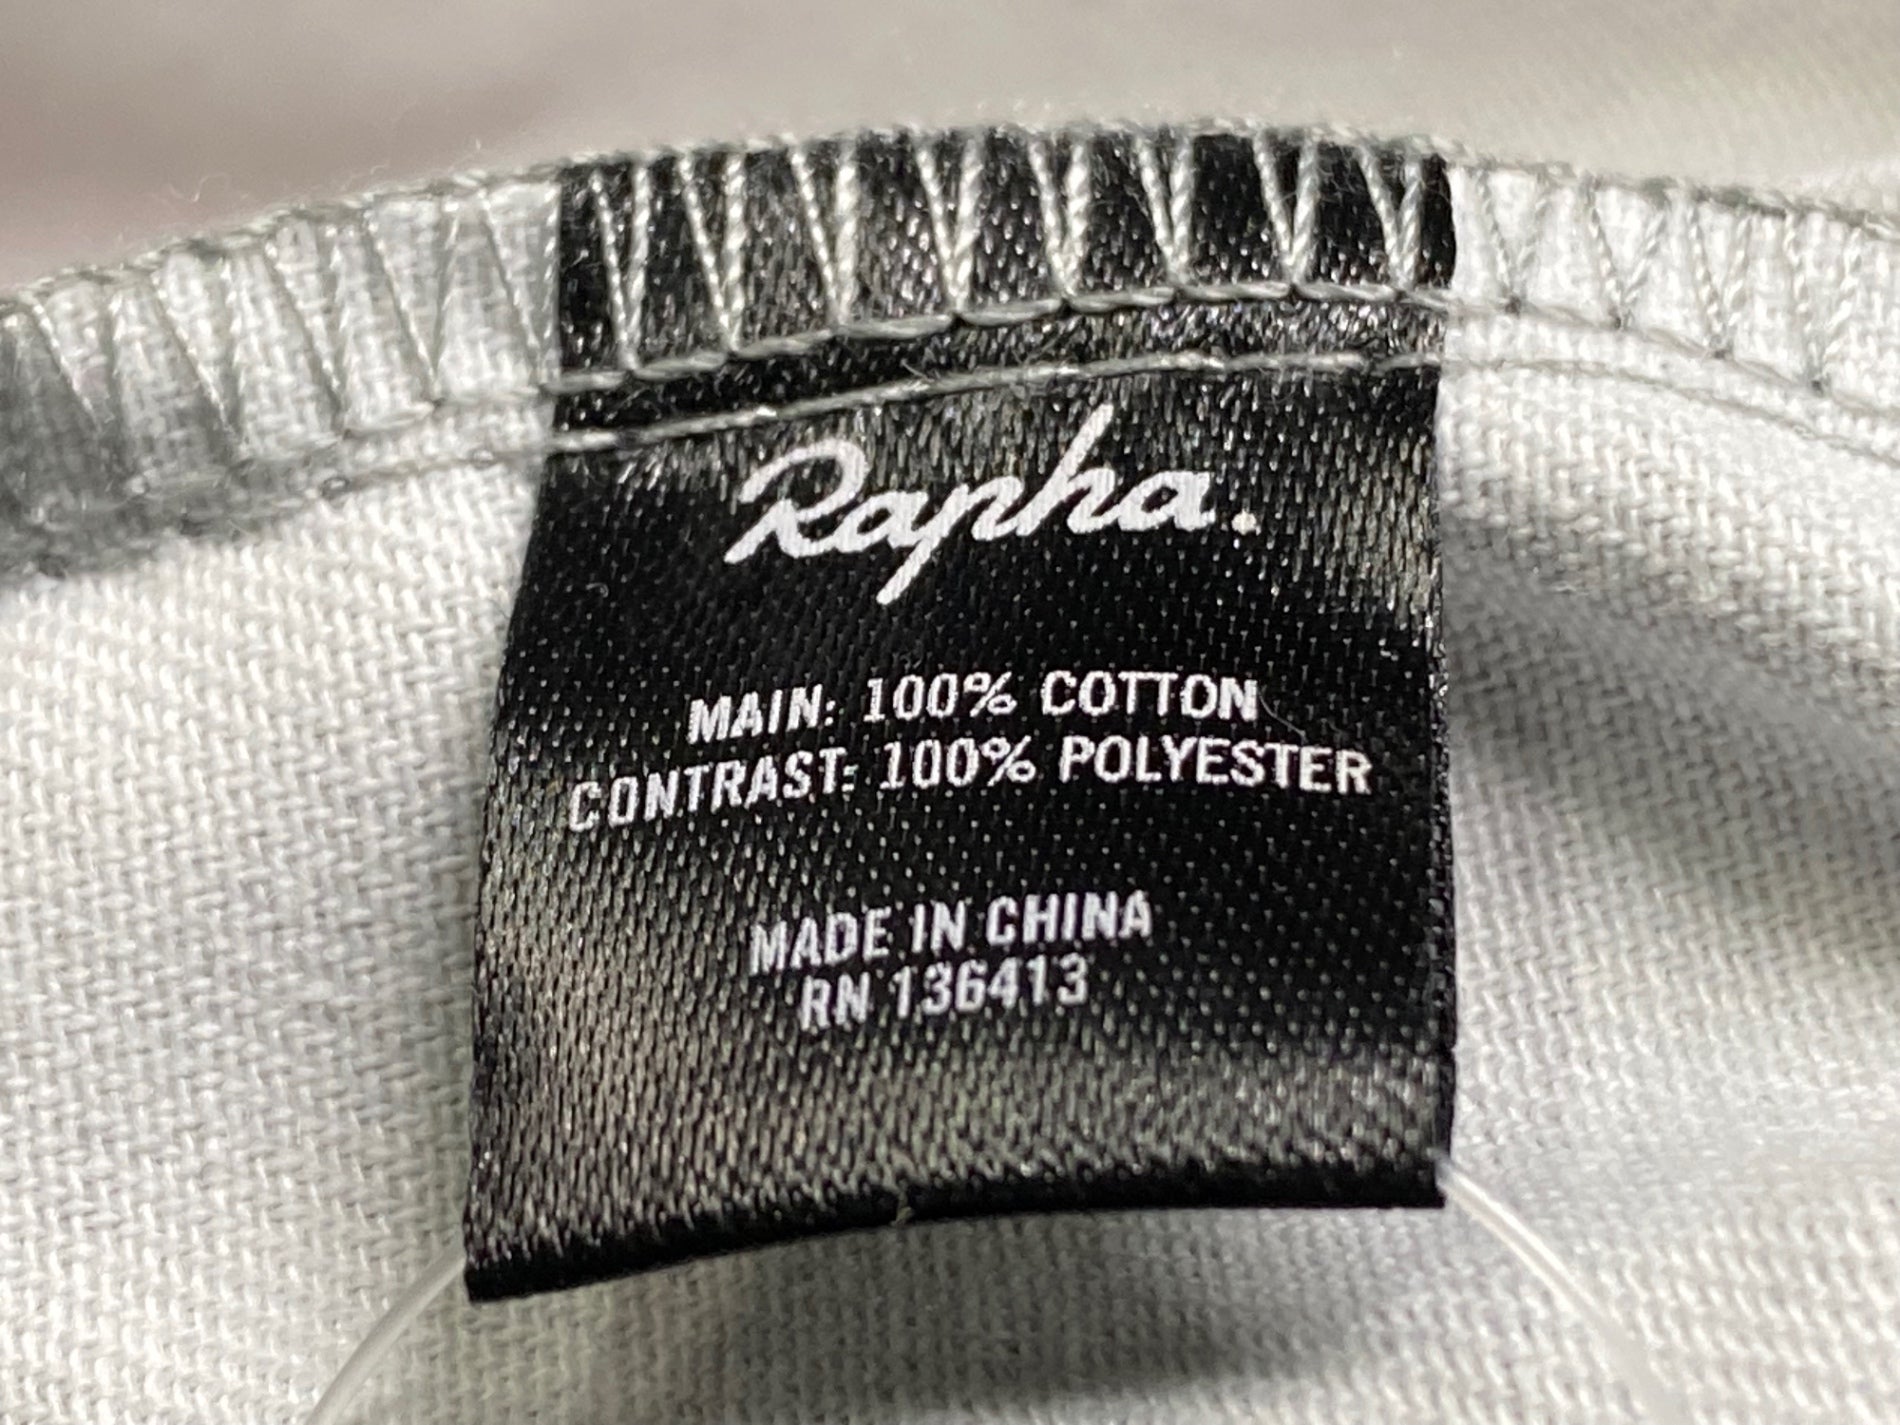 Rapha.
MAIN: 100% COTTON
CONTRAST: 100% POLYESTER
MADE IN CHINA
RN 136413